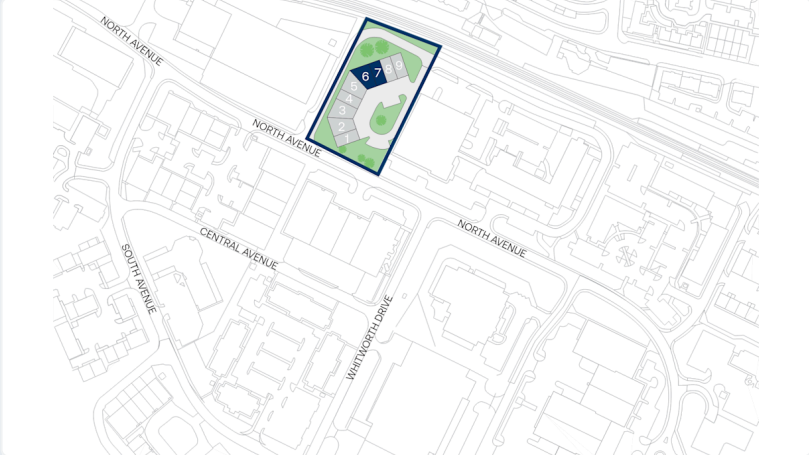 NORTH AVENUE
6 7 8 9
5
4
3
2
1
NORTH AVENUE
NORTH AVENUE
CENTRAL AVENUE
SOUTH AVENUE
WHITWORTH DRIVE